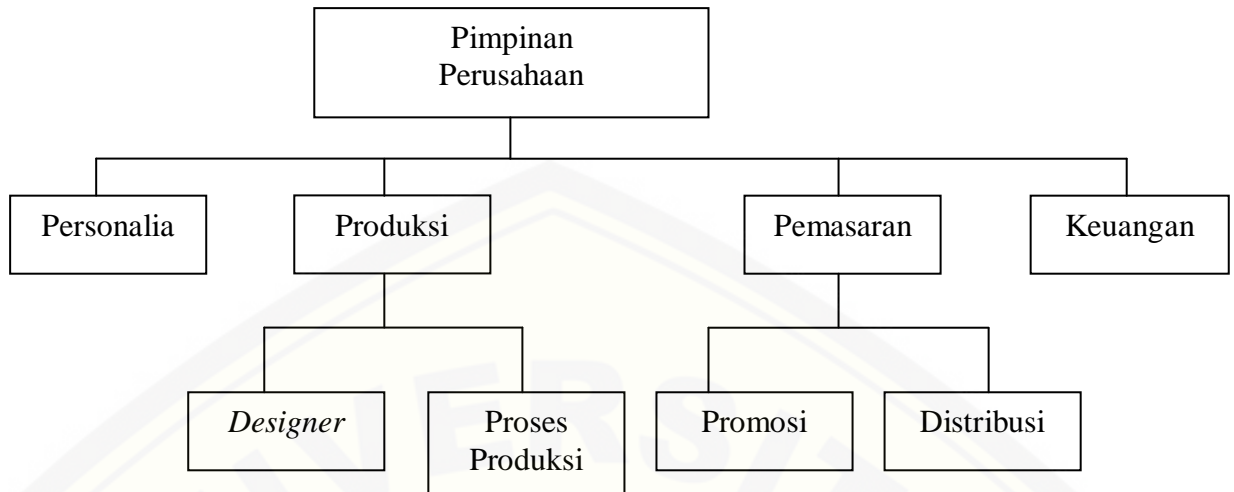 Pimpinan
Perusahaan
Personalia
Produksi
Pemasaran
Keuangan
Designer
Proses
Produksi
Promosi
Distribusi